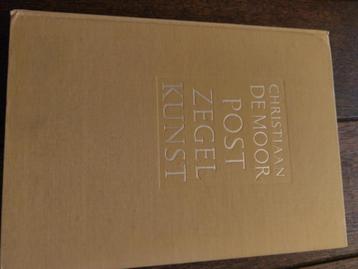 CHRISTIAAN
DE MOOR
POST
ZEGEL
KUNST